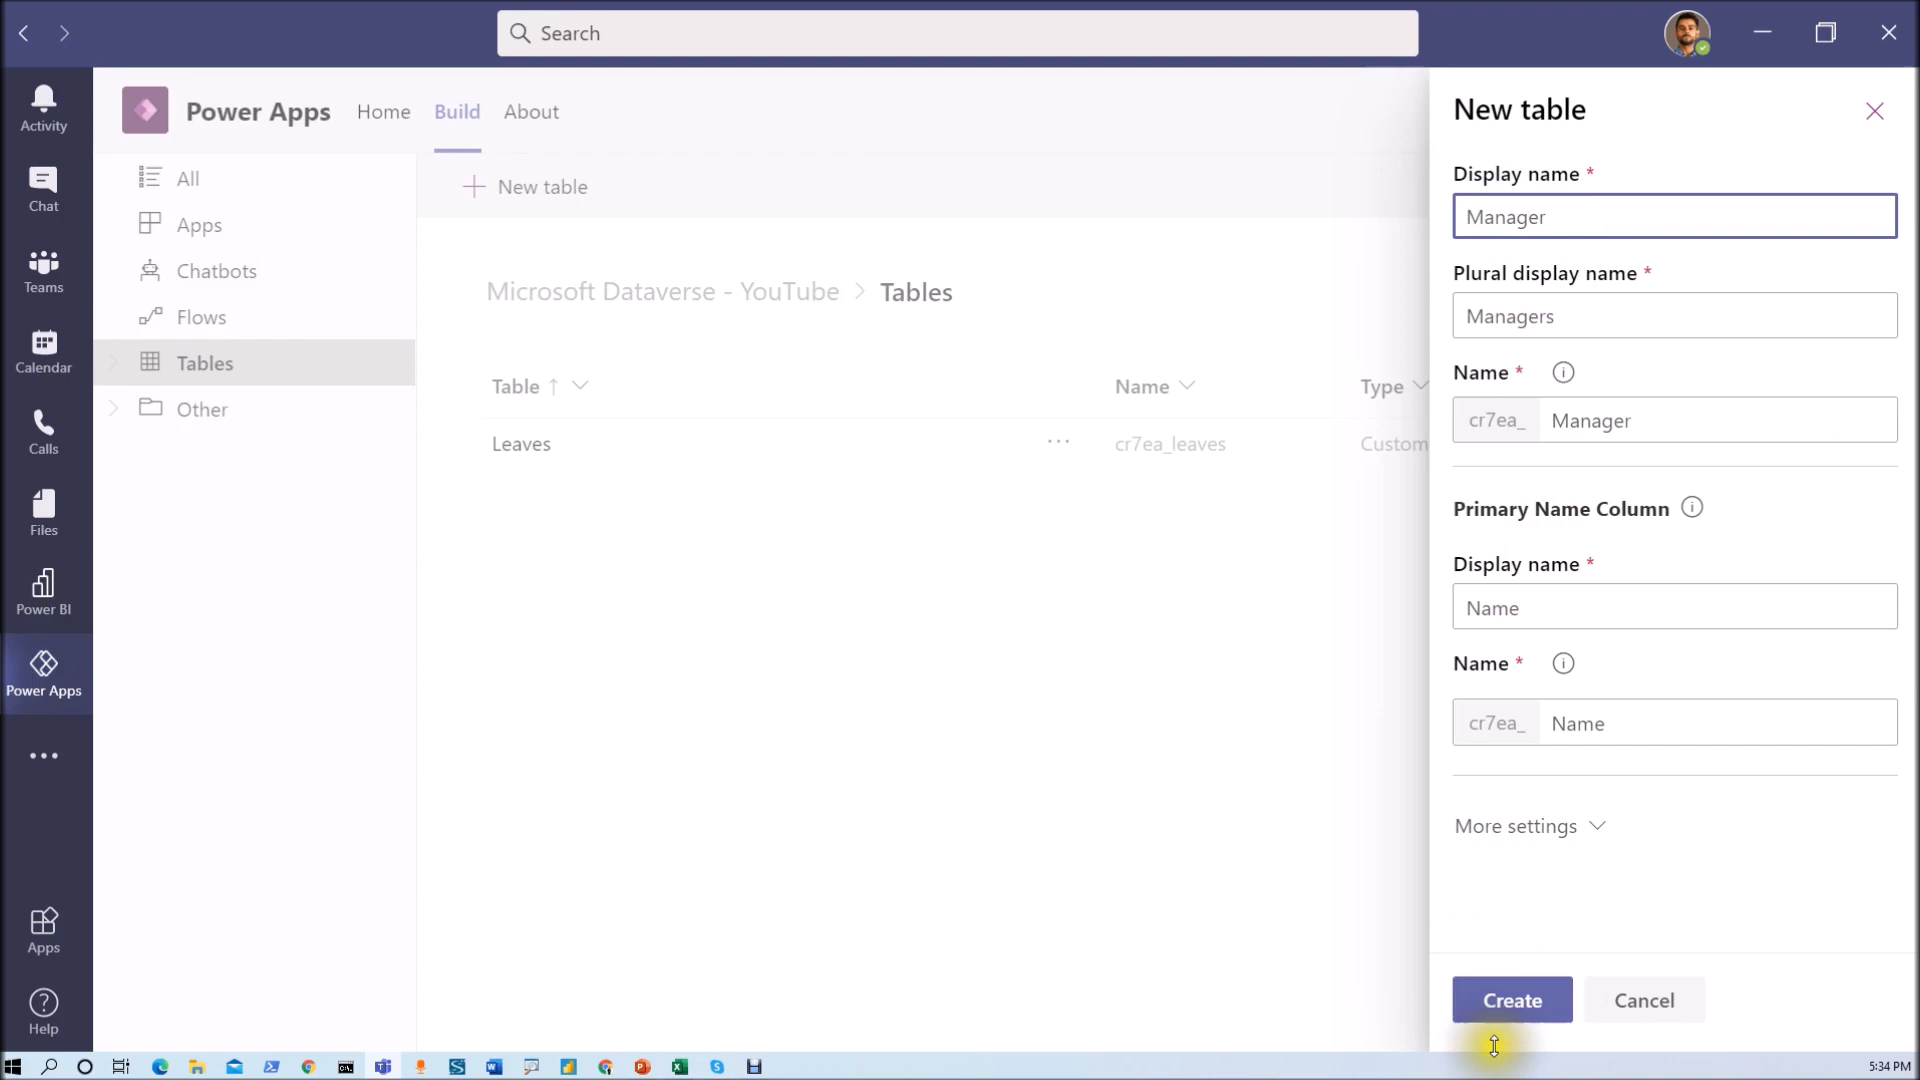 Search
Activity
Chat
Teams
Calendar
Calls
Files
Power BI
Power Apps
Apps
Help
Power Apps Home Build About
All
Apps
Chatbots
Flows
Tables
Other
New table
Microsoft Dataverse - YouTube > Tables
Table ↑ Name Type
Leaves ... cr7ea_leaves Custom
New table
Display name *
Manager
Plural display name *
Managers
Name *
cr7ea_ Manager
Primary Name Column
Display name *
Name
Name *
cr7ea_ Name
More settings
Create Cancel
5:34 PM